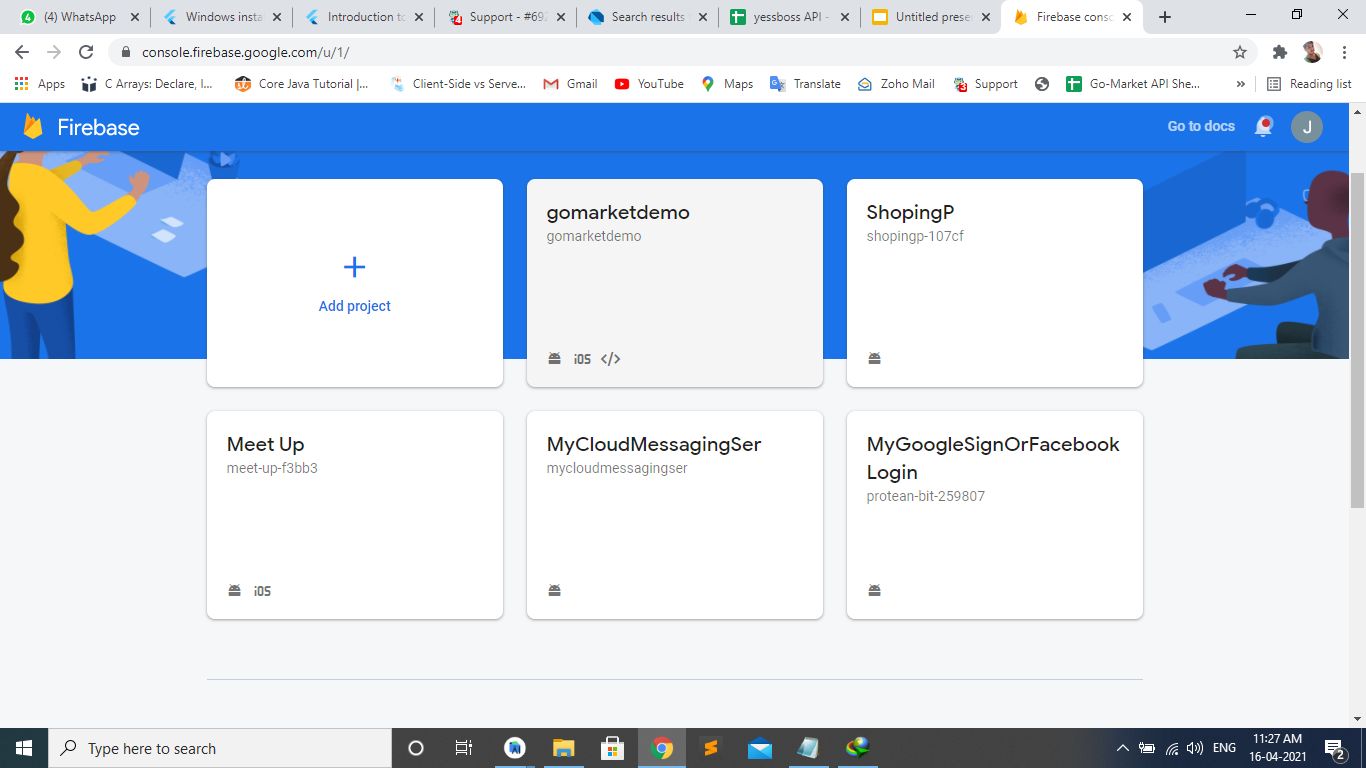 (4) WhatsApp
Windows insta
Introduction to
Support - #692
Search results
yessboss API -
Untitled prese
Firebase conso
console.firebase.google.com/u/1/
Apps
C Arrays: Declare, I...
Core Java Tutorial |...
Client-Side vs Serve...
Gmail
YouTube
Maps
Translate
Zoho Mail
Support
Go-Market API She...
»
Reading list
Firebase
Go to docs
J
+
Add project
gomarketdemo
gomarketdemo
iOS </>
ShopingP
shopingp-107cf
Meet Up
meet-up-f3bb3
iOS
MyCloudMessagingSer
mycloudmessagingser
MyGoogleSignOrFacebook
Login
protean-bit-259807
Type here to search
ENG
11:27 AM
16-04-2021
2